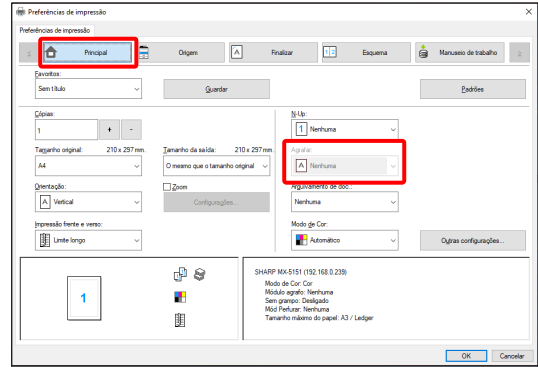 Preferências de impressão
Preferências de impressão
Principal
Origem
A
Finalizar
1 2
Esquema
Manuseio de trabalho
Favoritos:
Sem título
Guardar
Padrões
Cópias:
1
+
-
N-Up:
1 Nenhuma
Tamanho original: 210 x 297 mm.
A4
Tamanho da saída: 210 x 297 mm.
O mesmo que o tamanho original
Agrafar:
A Nenhuma
Orientação:
A Vertical
Zoom
Configurações...
Arquivamento de doc.:
Nenhuma
Impressão frente e verso:
Limite longo
Modo de Cor:
Automático
Outras configurações...
1
SHARP MX-5151 (192.168.0.239)
Modo de Cor: Cor
Módulo agrafo: Nenhuma
Sem grampo: Desligado
Mód Perfurar: Nenhuma
Tamanho máximo do papel: A3 / Ledger
OK
Cancelar